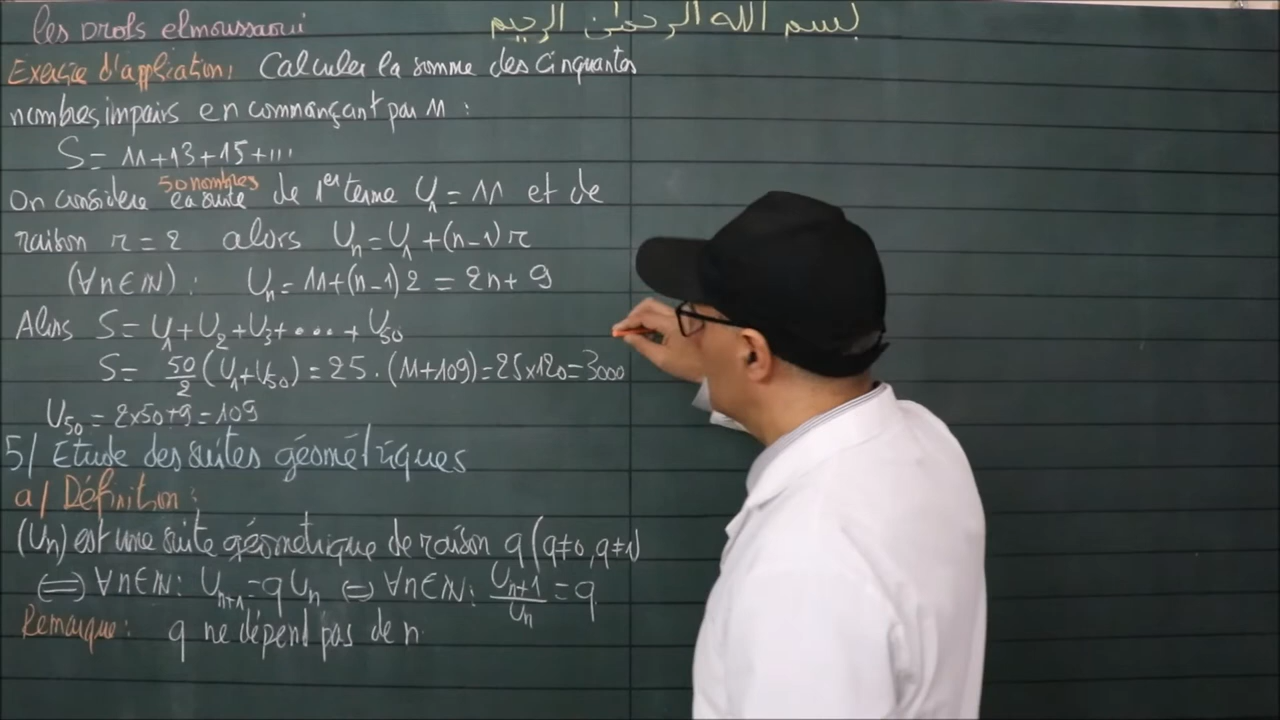 les profs elmoussaoui
بسم الله الرحمان الرحيم
Exercice d'application: Calculer la somme des cinquantes
nombres impairs en commançant par 11 :
S = 11+13+15+...
50 nombres
On considère la suite de 1er terme U₁ = 11 et de
raison r = 2 alors Uₙ = U₁ + (n-1) r
(∀n∈ℕ) : Uₙ = 11+(n-1)2 = 2n+9
Alors S = U₁+U₂+U₃+...+U₅₀
S = 50/2 (U₁+U₅₀) = 25 . (11+109) = 25×120 = 3000
U₅₀ = 2×50+9 = 109
5/ Etude des suites géométriques
a/ Définition :
(Uₙ) est une suite géométrique de raison q (q≠0, q≠1)
⟺ ∀n∈ℕ : Uₙ₊₁ = q Uₙ ⟺ ∀n∈ℕ : Uₙ₊₁/Uₙ = q
Remarque : q ne dépend pas de n